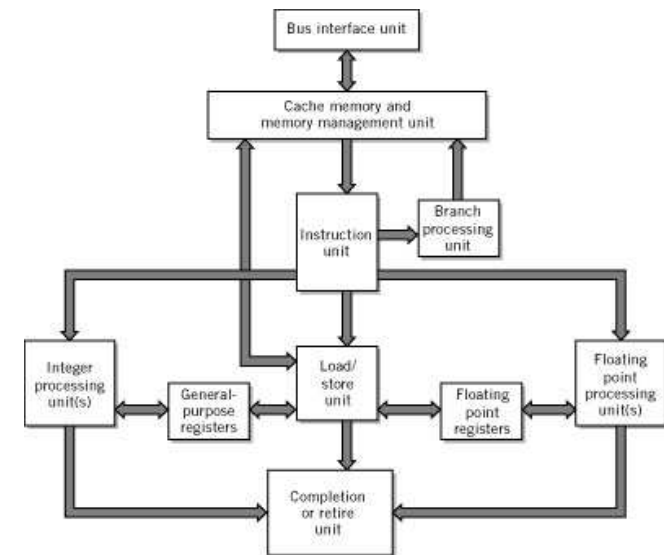 Bus interface unit
Cache memory and
memory management unit
Instruction
unit
Branch
processing
unit
Integer
processing
unit(s)
General-
purpose
registers
Load/
store
unit
Floating
point
registers
Floating
point
processing
unit(s)
Completion
or retire
unit